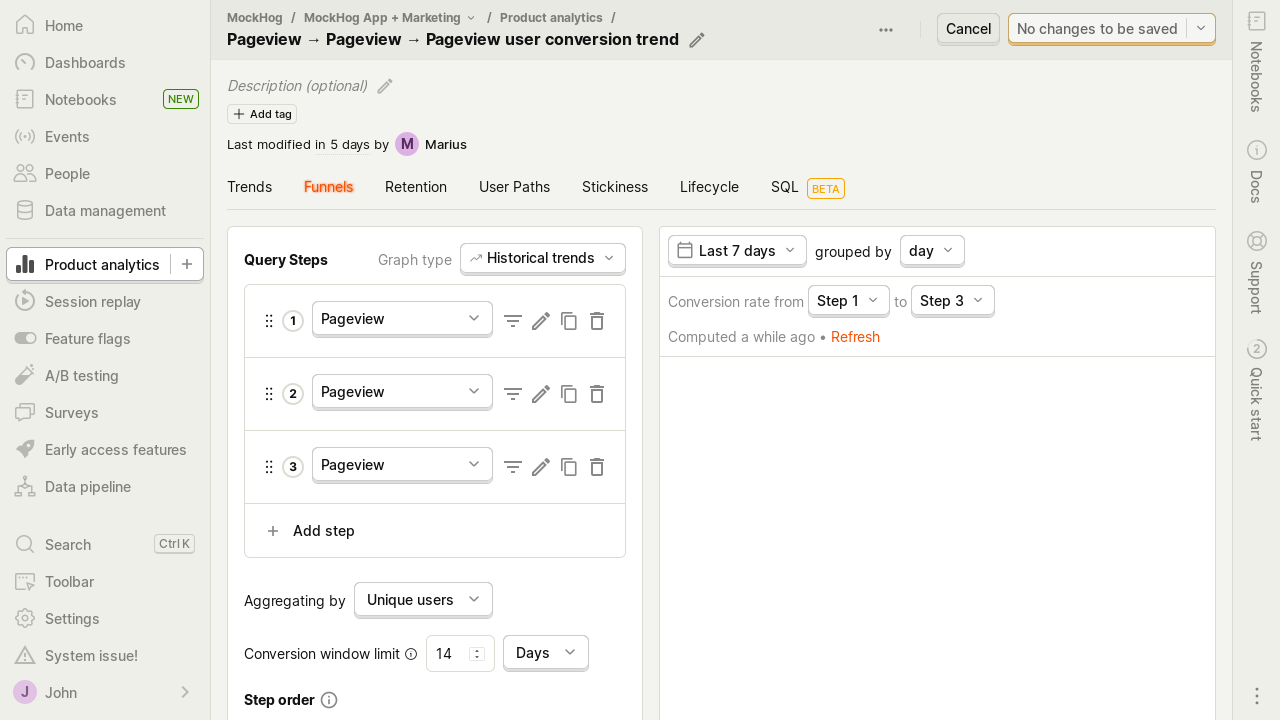 Home
Dashboards
Notebooks NEW
Events
People
Data management
Product analytics
Session replay
Feature flags
A/B testing
Surveys
Early access features
Data pipeline
Search Ctrl K
Toolbar
Settings
System issue!
J John
MockHog / MockHog App + Marketing / Product analytics /
Pageview → Pageview → Pageview user conversion trend
Cancel
No changes to be saved
Description (optional)
Add tag
Last modified in 5 days by M Marius
Trends Funnels Retention User Paths Stickiness Lifecycle SQL BETA
Query Steps Graph type Historical trends
1 Pageview
2 Pageview
3 Pageview
Add step
Aggregating by Unique users
Conversion window limit 14 Days
Step order
Last 7 days grouped by day
Conversion rate from Step 1 to Step 3
Computed a while ago • Refresh
Notebooks
Docs
Support
2
Quick start